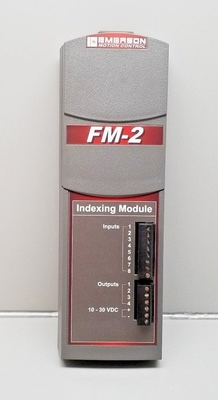 EMERSON
MOTION CONTROL
FM-2
Indexing Module
Inputs 1
2
3
4
5
6
7
8
Outputs 1
2
3
4
10 - 30 VDC +
-